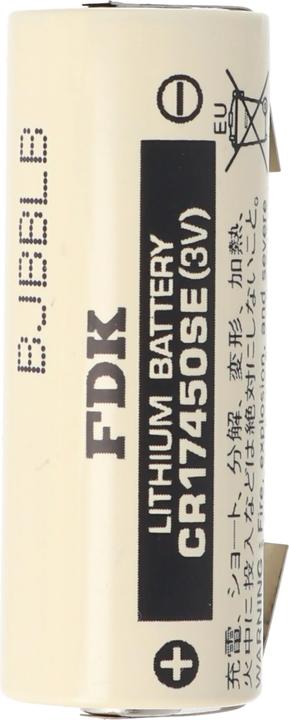 BJBBLB
FDK
LITHIUM BATTERY
CR17450SE (3V)
EU
充電、ショート、分解、変形、加熱、
火中に投入などは絶対にしないこと。
WARNING : Fire, explosion, and severe